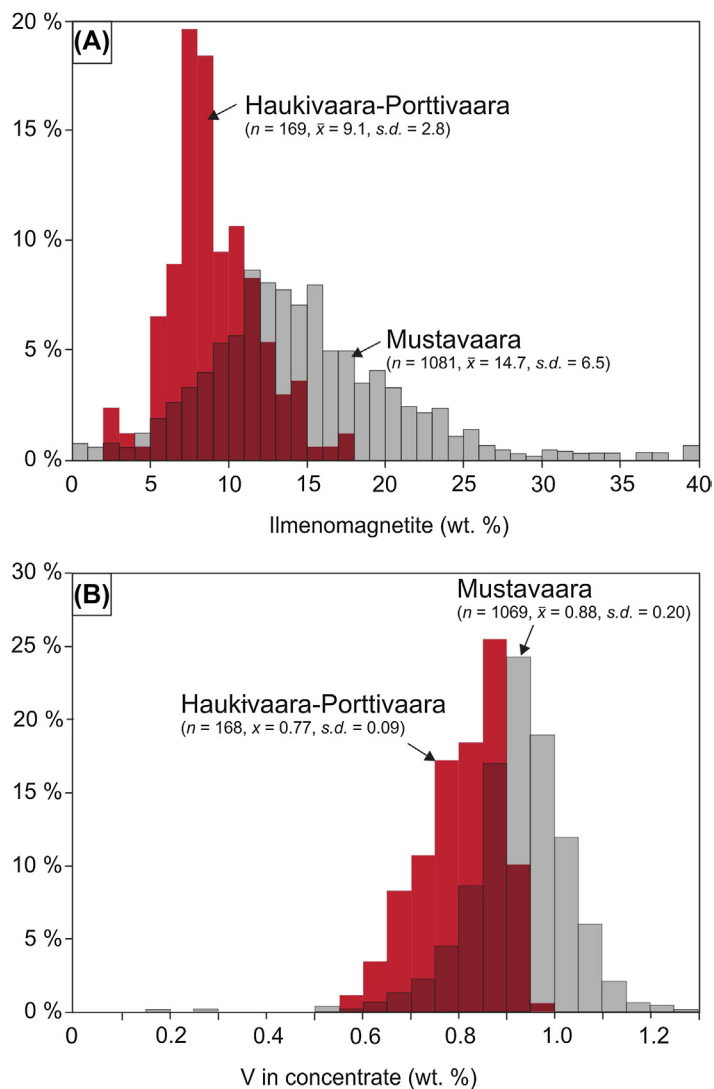 (A)
20 %
15 %
10 %
5 %
0 %
Haukivaara-Porttivaara
(n = 169, x̄ = 9.1, s.d. = 2.8)
Mustavaara
(n = 1081, x̄ = 14.7, s.d. = 6.5)
0 5 10 15 20 25 30 35 40
Ilmenomagnetite (wt. %)
(B)
30 %
25 %
20 %
15 %
10 %
5 %
0 %
Mustavaara
(n = 1069, x̄ = 0.88, s.d. = 0.20)
Haukivaara-Porttivaara
(n = 168, x = 0.77, s.d. = 0.09)
0 0.2 0.4 0.6 0.8 1.0 1.2
V in concentrate (wt. %)